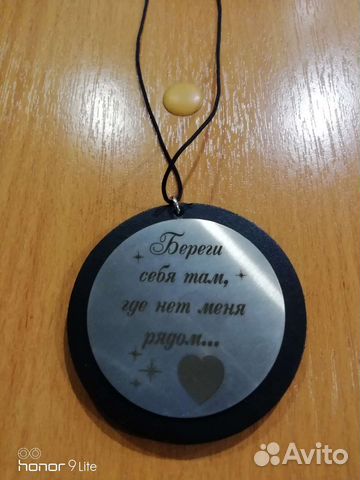 Береги
себя там,
где нет меня
рядом...
honor 9 Lite
Avito